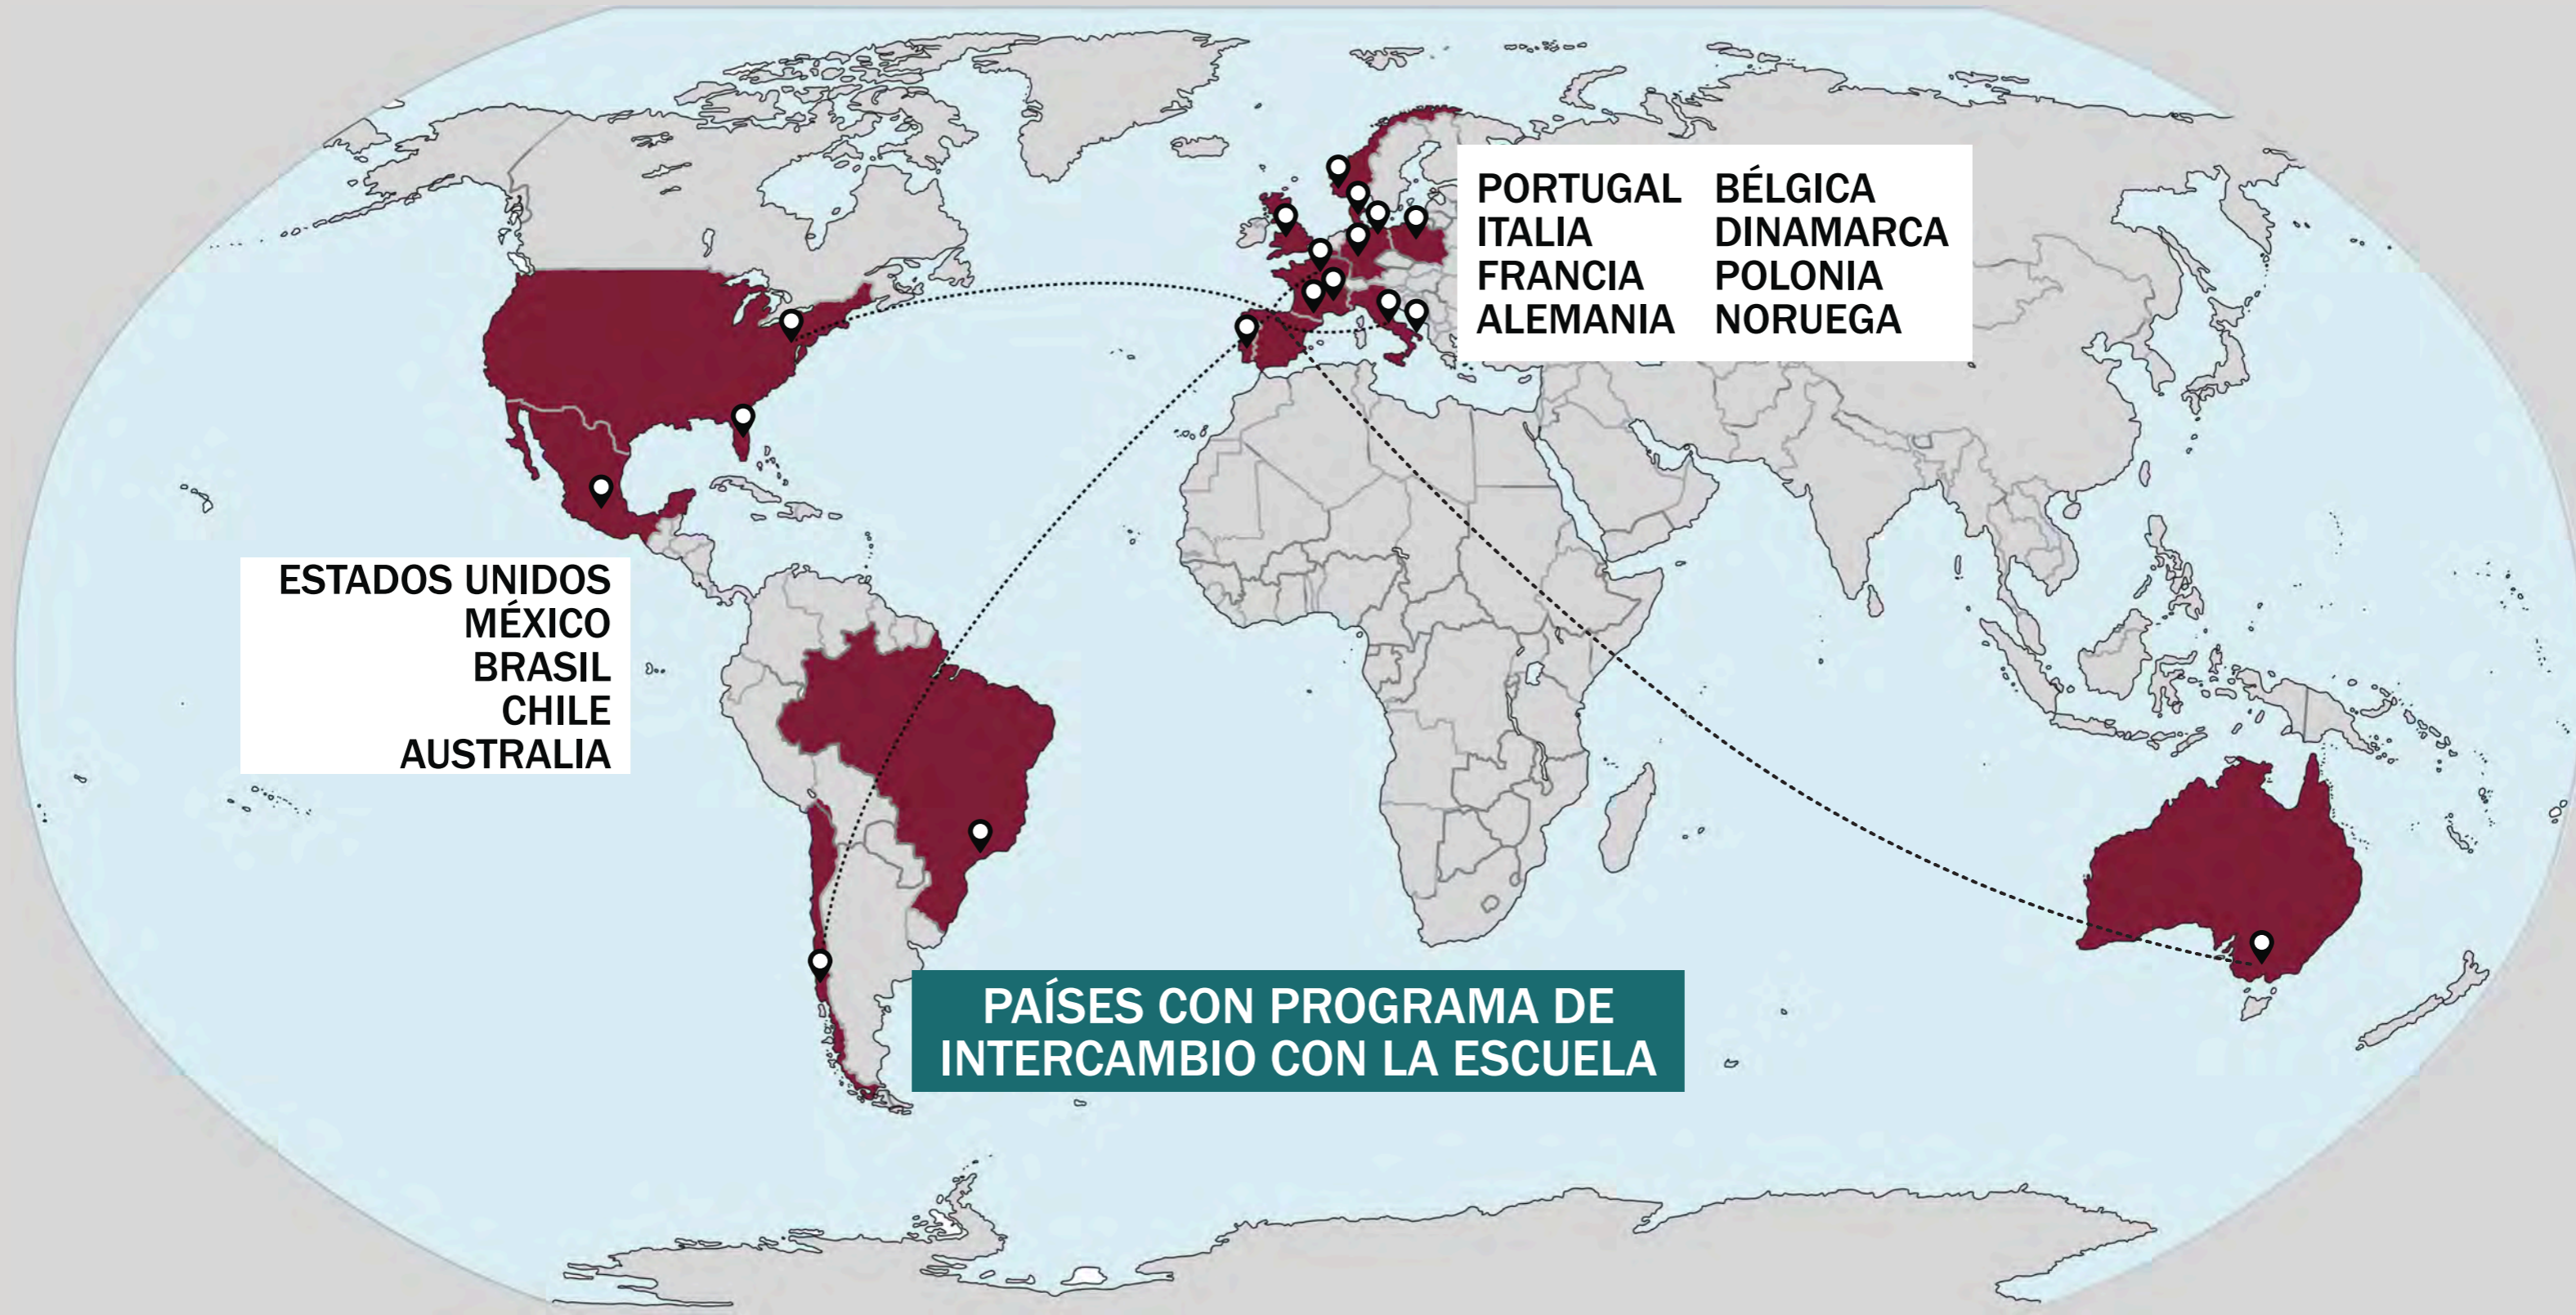 PORTUGAL
ITALIA
FRANCIA
ALEMANIA
BÉLGICA
DINAMARCA
POLONIA
NORUEGA
ESTADOS UNIDOS
MÉXICO
BRASIL
CHILE
AUSTRALIA
PAÍSES CON PROGRAMA DE
INTERCAMBIO CON LA ESCUELA